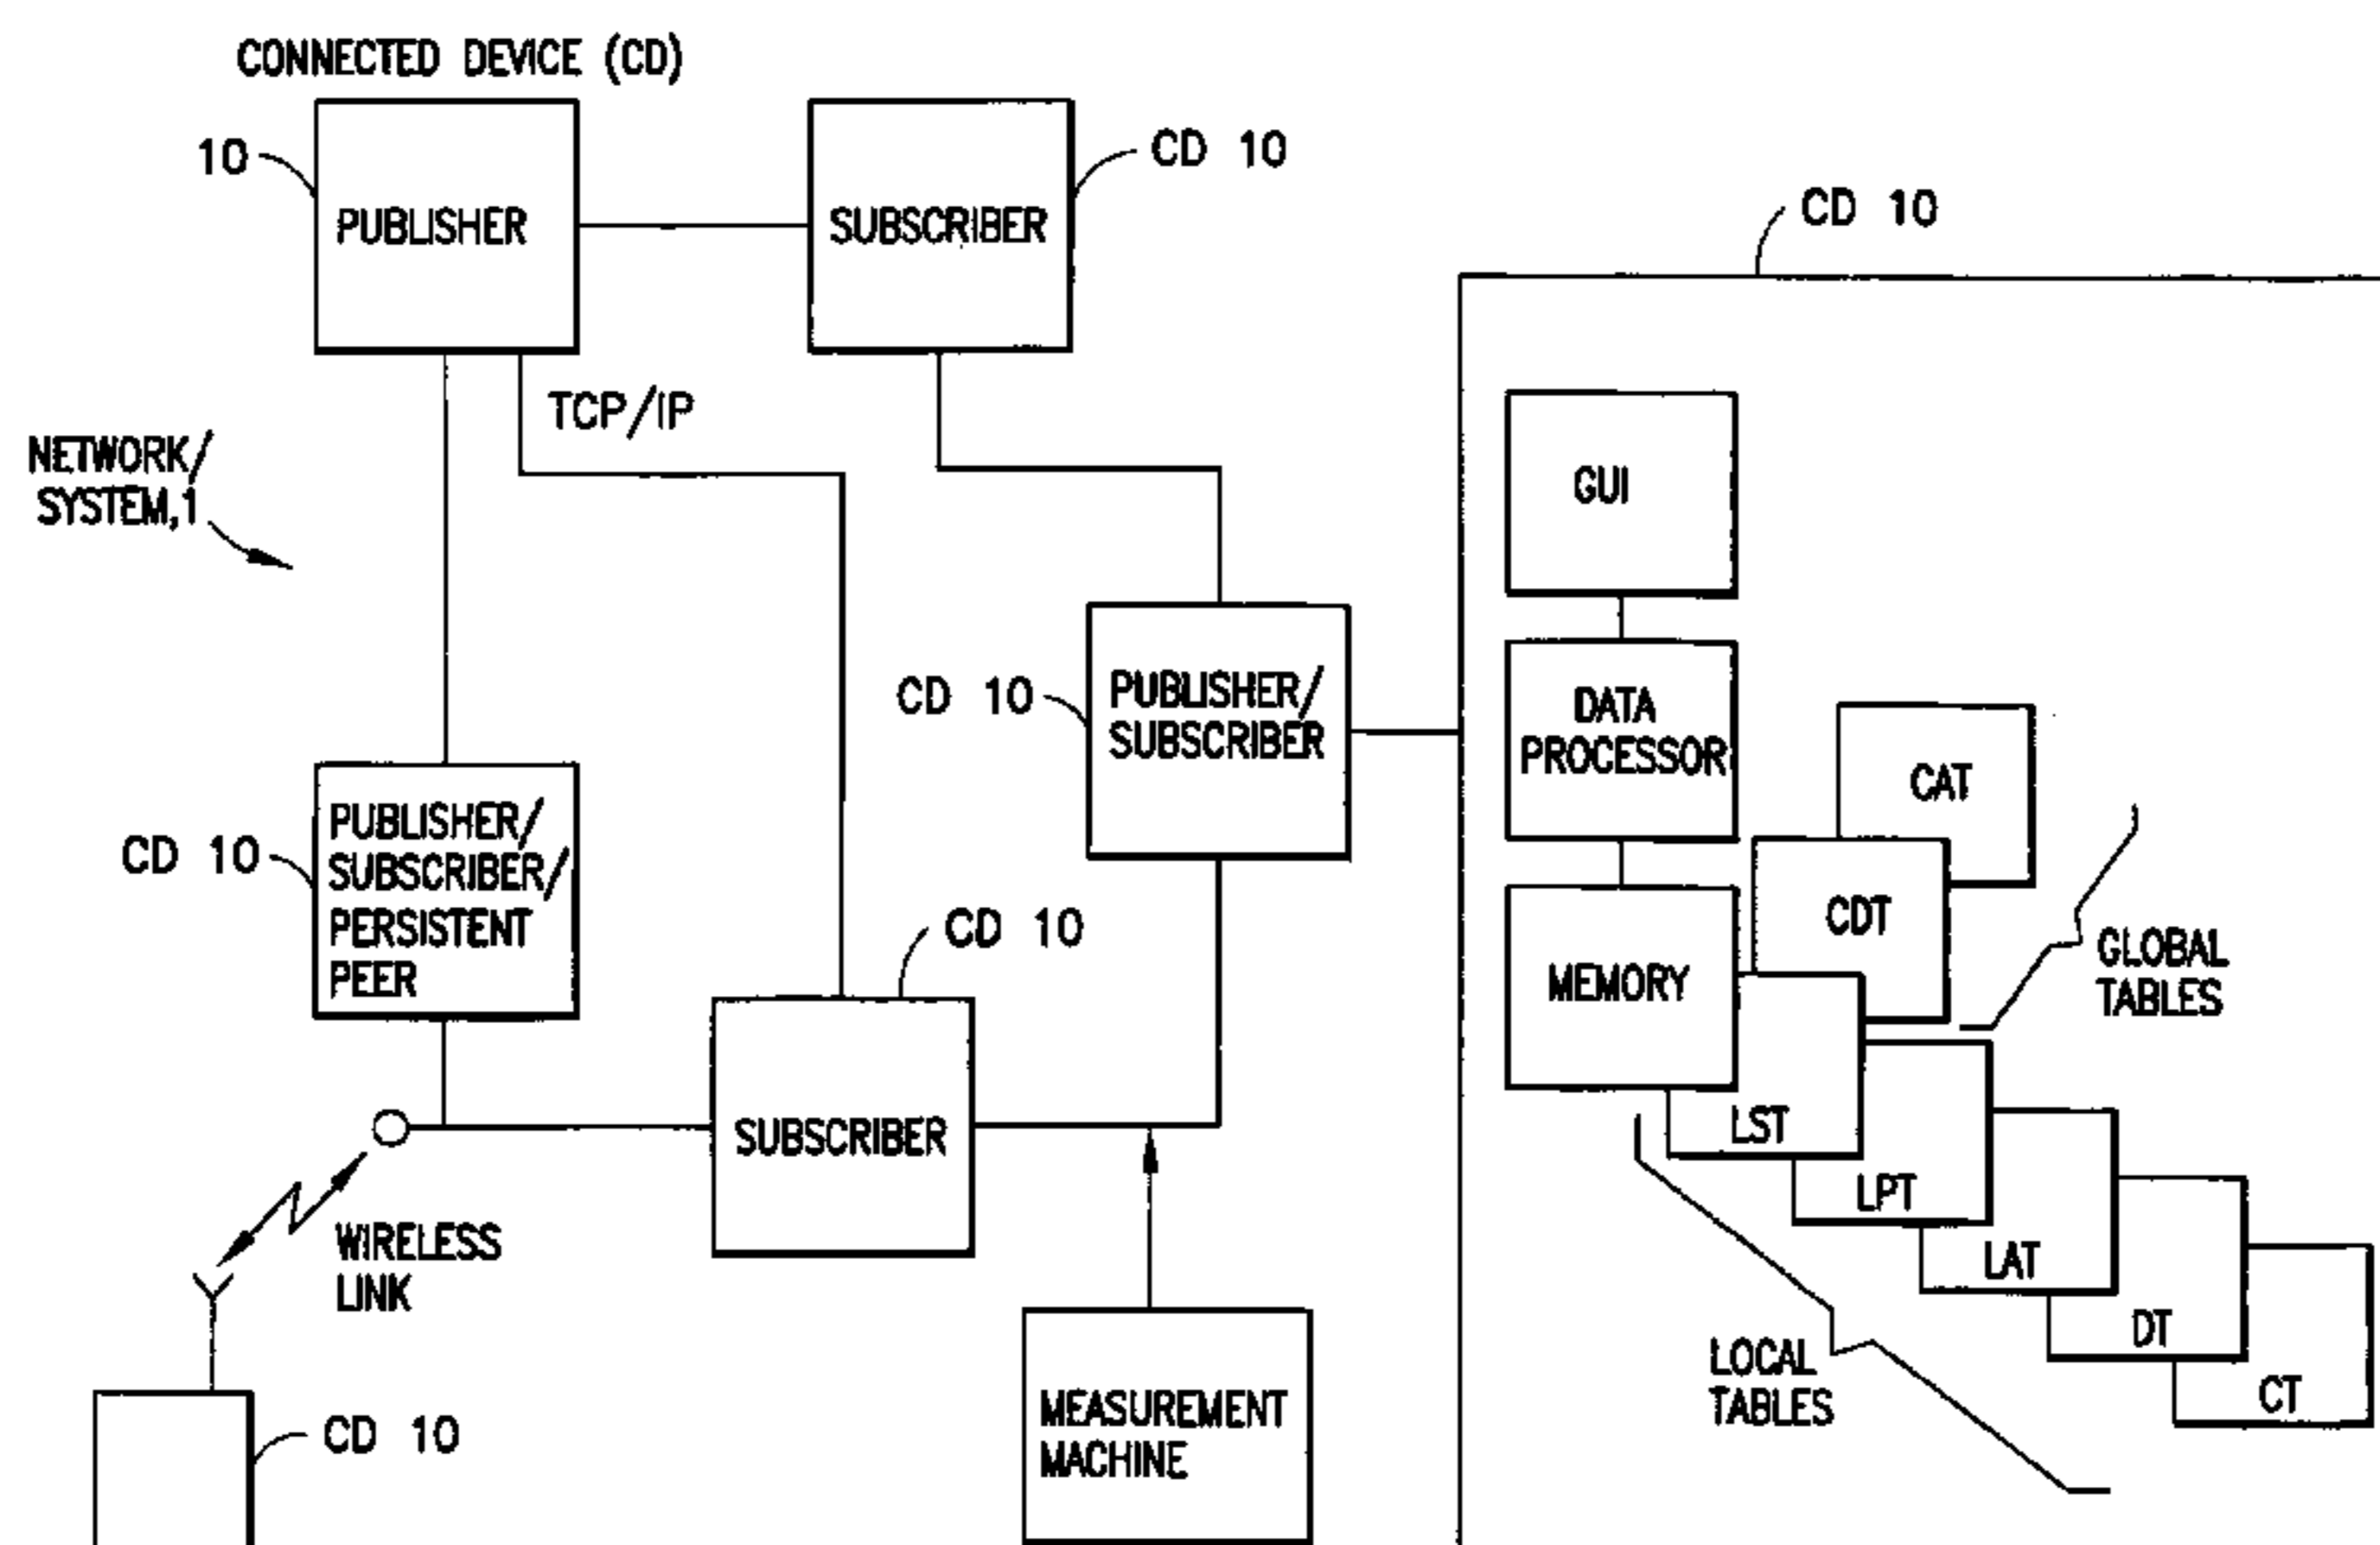 CONNECTED DEVICE (CD)
10
PUBLISHER
SUBSCRIBER
CD 10
CD 10
TCP/IP
NETWORK/
SYSTEM,1
GUI
CD 10
PUBLISHER/
SUBSCRIBER
DATA
PROCESSOR
CAT
CD 10
PUBLISHER/
SUBSCRIBER/
PERSISTENT
PEER
CD 10
CDT
GLOBAL
TABLES
MEMORY
SUBSCRIBER
LST
LPT
LAT
DT
CT
WIRELESS
LINK
LOCAL
TABLES
MEASUREMENT
MACHINE
CD 10